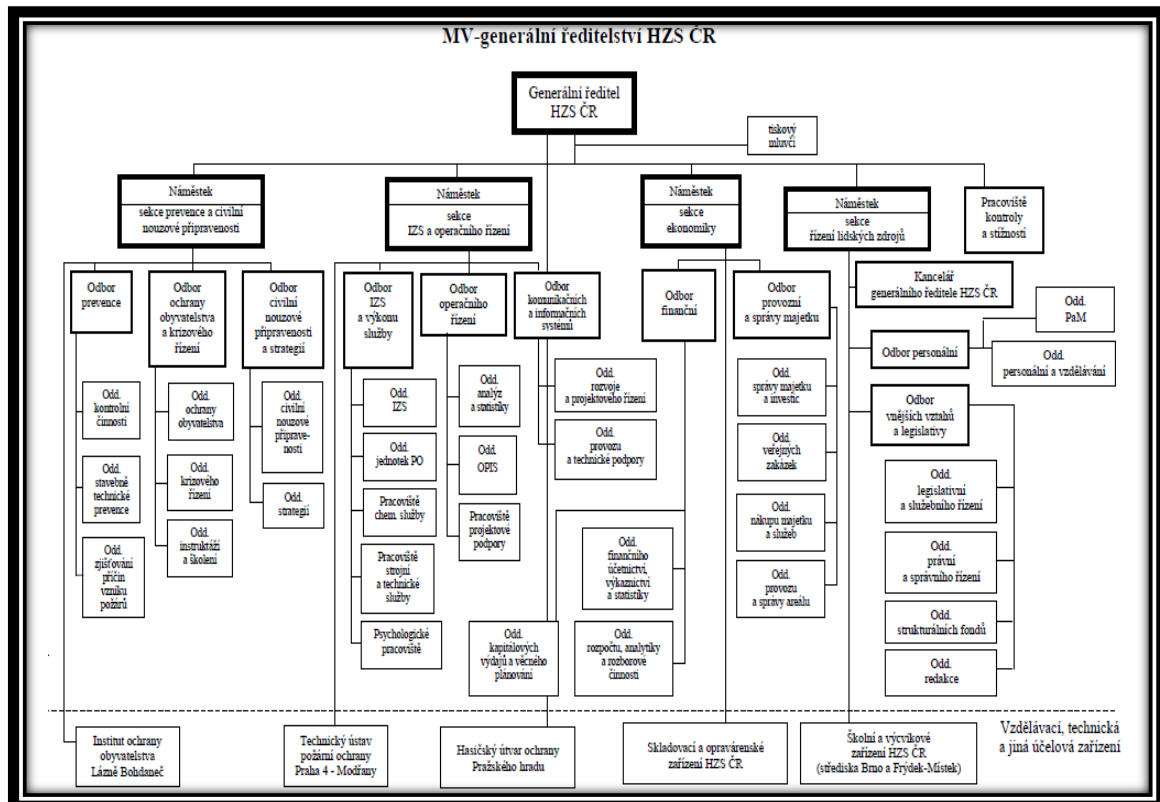 MV-generální ředitelství HZS ČR
Generální ředitel
HZS ČR
tiskový
mluvčí
Náměstek
sekce prevence a civilní
nouzové připravenosti
Náměstek
sekce
IZS a operačního řízení
Náměstek
sekce
ekonomiky
Náměstek
sekce
řízení lidských zdrojů
Pracoviště
kontroly
a stížností
Odbor
prevence
Odbor
ochrany
obyvatelstva
a krizového
řízení
Odbor
civilní
nouzové
připravenosti
a strategií
Odbor
IZS
a výkonu
služby
Odbor
operačního
řízení
Odbor
komunikačních
a informačních
systémů
Odbor
finanční
Odbor
provozní
a správy majetku
Kancelář
generálního ředitele HZS ČR
Odbor personální
Odd.
PaM
Odd.
personální a vzdělávání
Odbor
vnějších vztahů
a legislativy
Odd.
kontrolní
činnosti
Odd.
stavebně
technické
prevence
Odd.
zjišťování
příčin
vzniku
požárů
Odd.
ochrany
obyvatelstva
Odd.
krizového
řízení
Odd.
instruktáží
a školení
Odd.
civilní
nouzové
připrave-
nosti
Odd.
strategií
Odd.
IZS
Odd.
jednotek PO
Pracoviště
chem. služby
Pracoviště
strojní
a technické
služby
Psychologické
pracoviště
Odd.
analýz
a statistiky
Odd.
OPIS
Pracoviště
projektové
podpory
Odd.
rozvoje
a projektového řízení
Odd.
provozu
a technické podpory
Odd.
finančního
účetnictví,
výkaznictví
a statistiky
Odd.
kapitálových
výdajů a věcného
plánování
Odd.
rozpočtu, analytiky
a rozborové
činnosti
Odd.
správy majetku
a investic
Odd.
veřejných
zakázek
Odd.
nákupu majetku
a služeb
Odd.
provozu
a správy areálu
Odd.
legislativní
a služebního řízení
Odd.
právní
a správního řízení
Odd.
strukturálních fondů
Odd.
redakce
Institut ochrany
obyvatelstva
Lázně Bohdaneč
Technický ústav
požární ochrany
Praha 4 - Modřany
Hasičský útvar ochrany
Pražského hradu
Skladovací a opravárenské
zařízení HZS ČR
Školní a výcvikové
zařízení HZS ČR
(střediska Brno a Frýdek-Místek)
Vzdělávací, technická
a jiná účelová zařízení